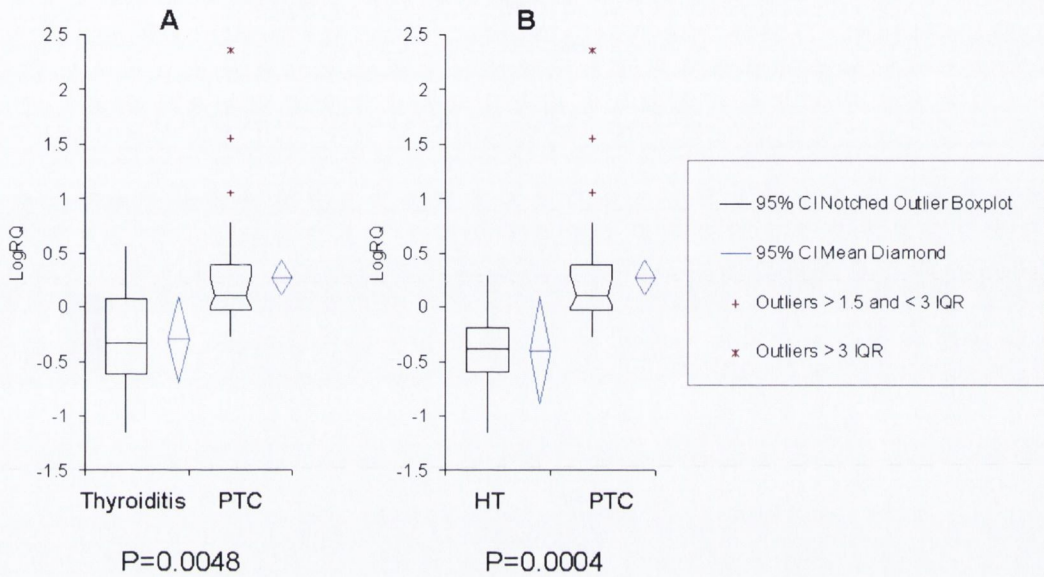 A
2.5
2
1.5
1
0.5
0
-0.5
-1
-1.5
LogRQ
Thyroiditis PTC
P=0.0048
B
2.5
2
1.5
1
0.5
0
-0.5
-1
-1.5
LogRQ
HT PTC
P=0.0004
95% CI Notched Outlier Boxplot
95% CI Mean Diamond
Outliers > 1.5 and < 3 IQR
Outliers > 3 IQR